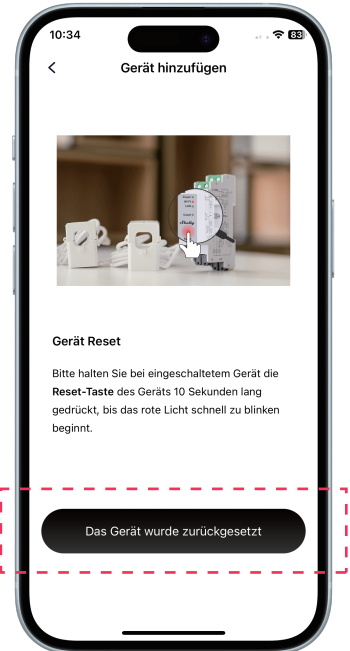 10:34
83
Gerät hinzufügen
Shelly
Gerät Reset
Bitte halten Sie bei eingeschaltetem Gerät die
Reset-Taste des Geräts 10 Sekunden lang
gedrückt, bis das rote Licht schnell zu blinken
beginnt.
Das Gerät wurde zurückgesetzt